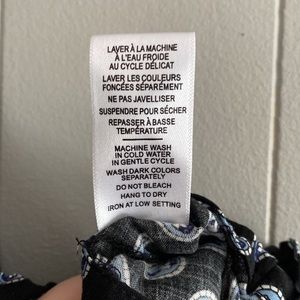 LAVER À LA MACHINE
À L'EAU FROIDE
AU CYCLE DÉLICAT
LAVER LES COULEURS
FONCÉES SÉPARÉMENT
NE PAS JAVELLISER
SUSPENDRE POUR SÉCHER
REPASSER À BASSE
TEMPÉRATURE
MACHINE WASH
IN COLD WATER
IN GENTLE CYCLE
WASH DARK COLORS
SEPARATELY
DO NOT BLEACH
HANG TO DRY
IRON AT LOW SETTING